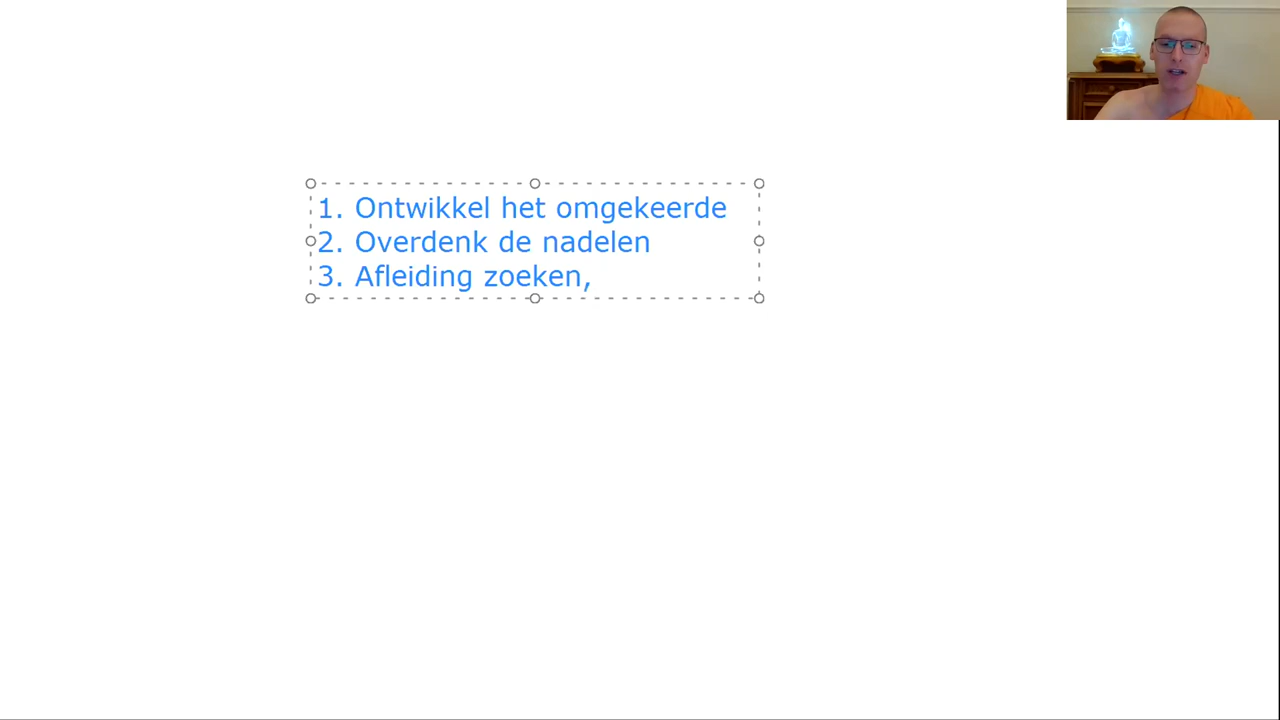 1. Ontwikkel het omgekeerde
2. Overdenk de nadelen
3. Afleiding zoeken,